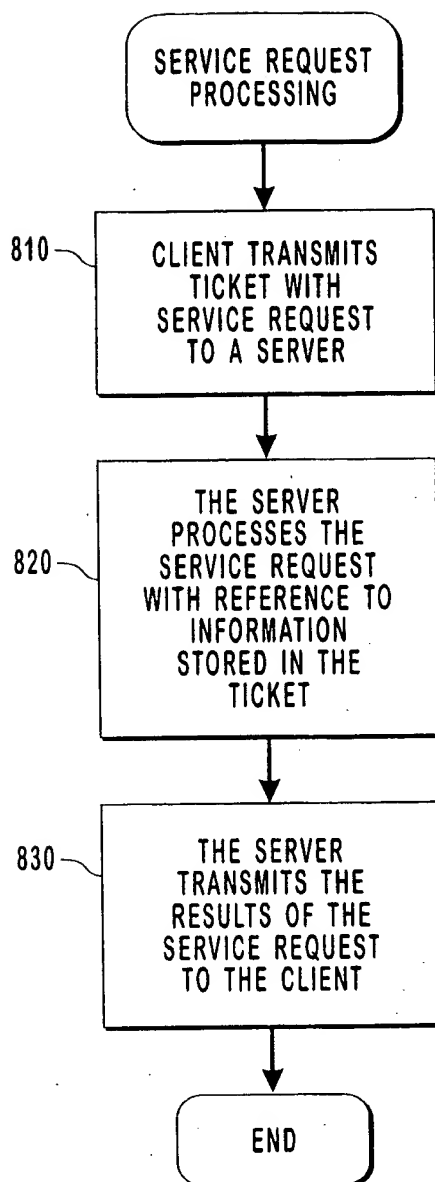 SERVICE REQUEST
PROCESSING
810
CLIENT TRANSMITS
TICKET WITH
SERVICE REQUEST
TO A SERVER
820
THE SERVER
PROCESSES THE
SERVICE REQUEST
WITH REFERENCE TO
INFORMATION
STORED IN THE
TICKET
830
THE SERVER
TRANSMITS THE
RESULTS OF THE
SERVICE REQUEST
TO THE CLIENT
END